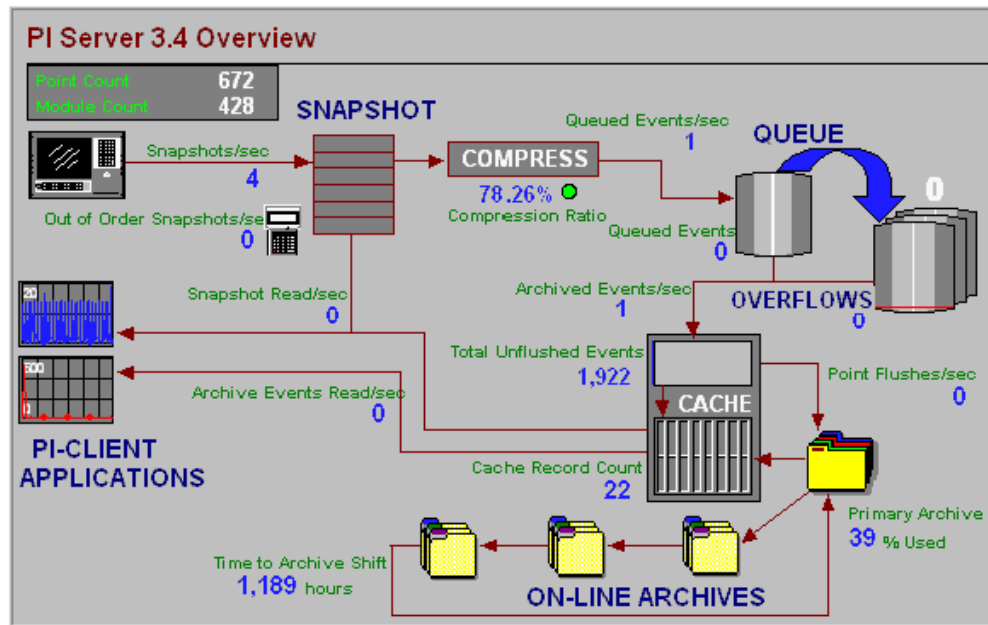 PI Server 3.4 Overview
Point Count 672
Module Count 428
SNAPSHOT
Snapshots/sec
4
Out of Order Snapshots/se
0
COMPRESS
78.26%
Compression Ratio
Queued Events/sec
1
QUEUE
0
Queued Events
0
OVERFLOWS
0
Snapshot Read/sec
0
Archived Events/sec
1
Total Unflushed Events
1,922
CACHE
Point Flushes/sec
0
20
500
0
Archive Events Read/sec
0
PI-CLIENT
APPLICATIONS
Cache Record Count
22
Primary Archive
39 % Used
Time to Archive Shift
1,189 hours
ON-LINE ARCHIVES